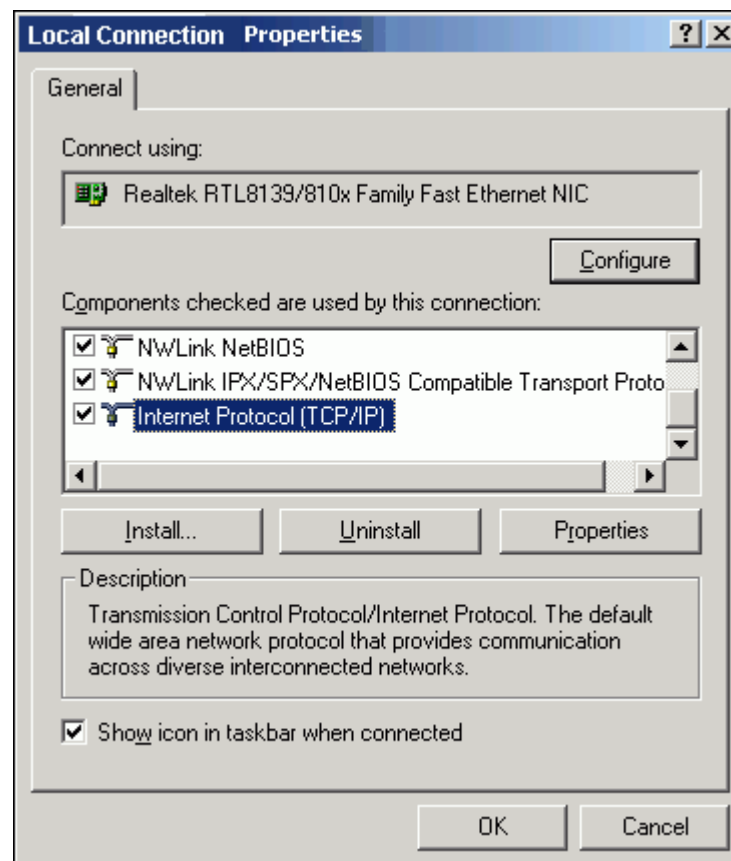 Local Connection Properties
General
Connect using:
Realtek RTL8139/810x Family Fast Ethernet NIC
Configure
Components checked are used by this connection:
NWLink NetBIOS
NWLink IPX/SPX/NetBIOS Compatible Transport Proto
Internet Protocol (TCP/IP)
Install... Uninstall Properties
Description
Transmission Control Protocol/Internet Protocol. The default
wide area network protocol that provides communication
across diverse interconnected networks.
Show icon in taskbar when connected
OK Cancel